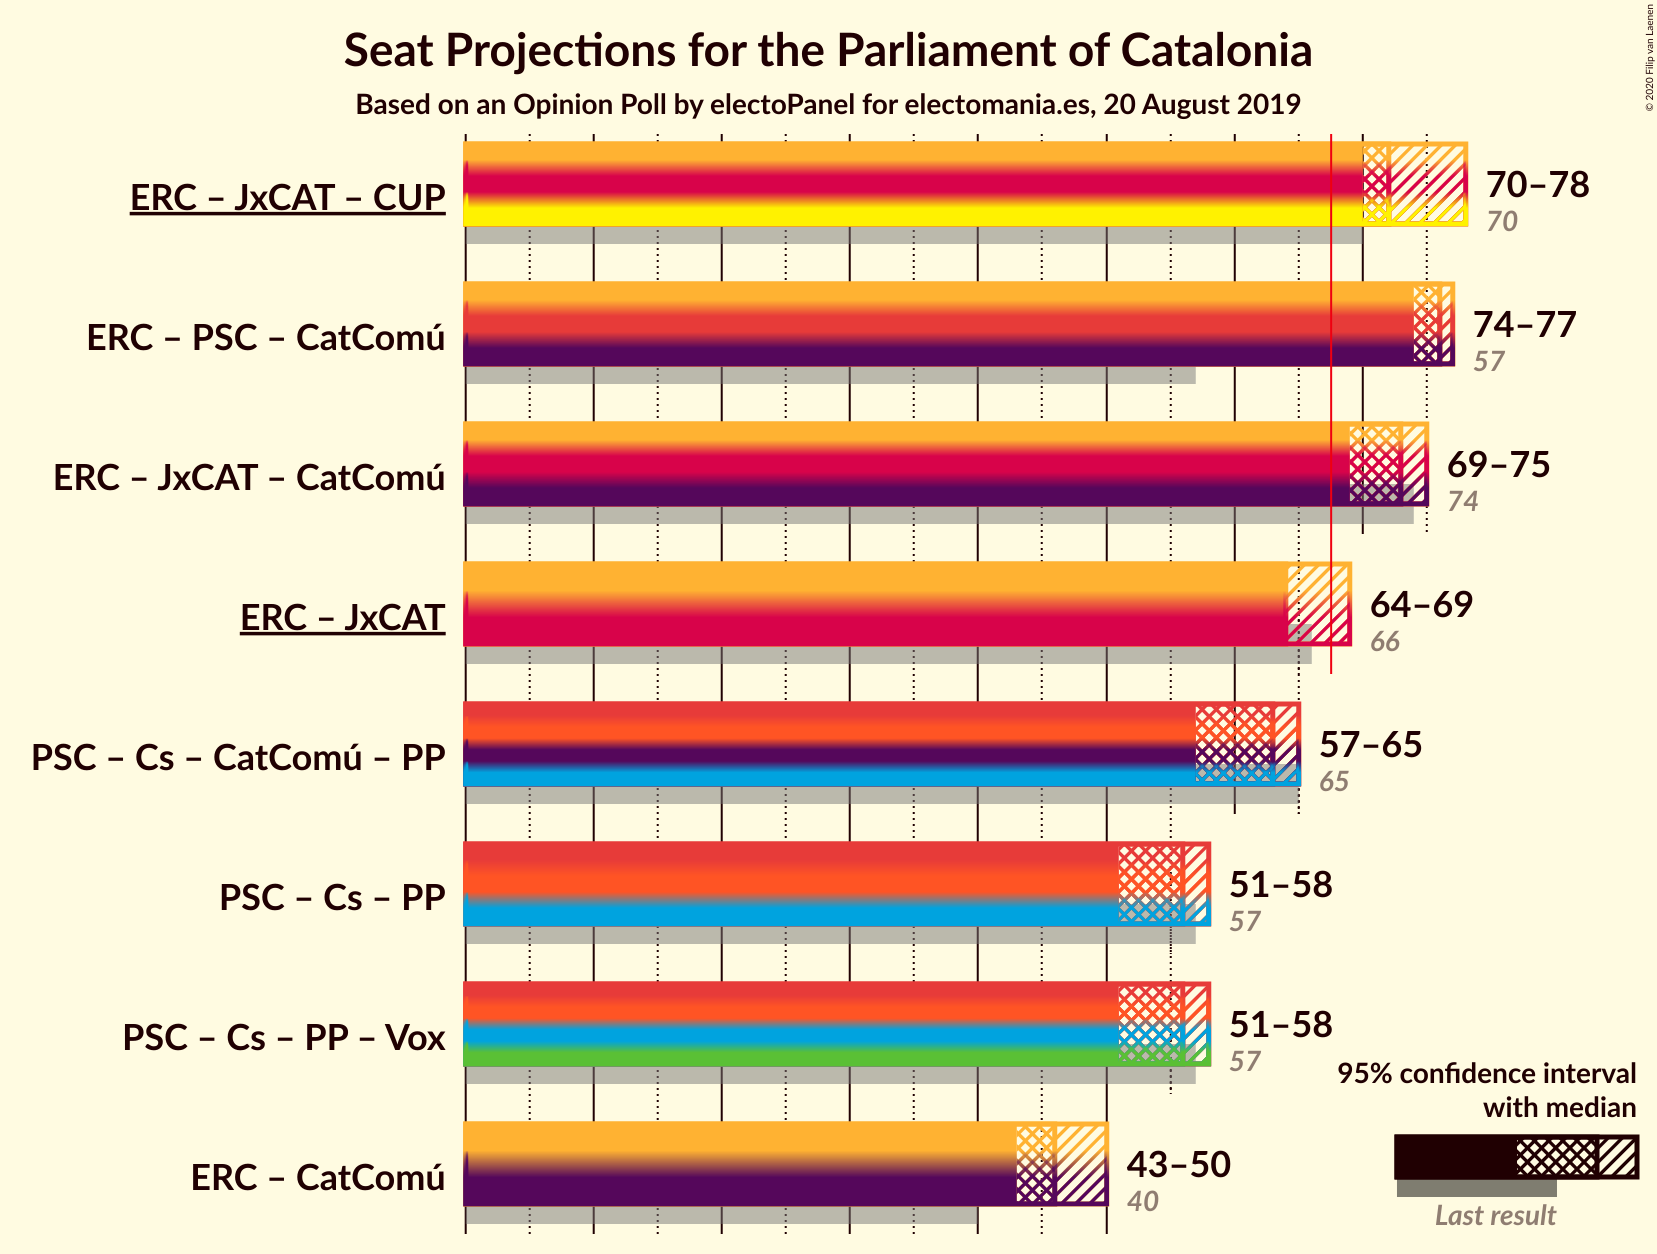 Seat Projections for the Parliament of Catalonia
Based on an Opinion Poll by electoPanel for electomania.es, 20 August 2019
© 2020 Filip van Laenen
ERC – JxCAT – CUP
70–78
70
ERC – PSC – CatComú
74–77
57
ERC – JxCAT – CatComú
69–75
74
ERC – JxCAT
64–69
66
PSC – Cs – CatComú – PP
57–65
65
PSC – Cs – PP
51–58
57
PSC – Cs – PP – Vox
51–58
57
ERC – CatComú
43–50
40
95% confidence interval
with median
Last result